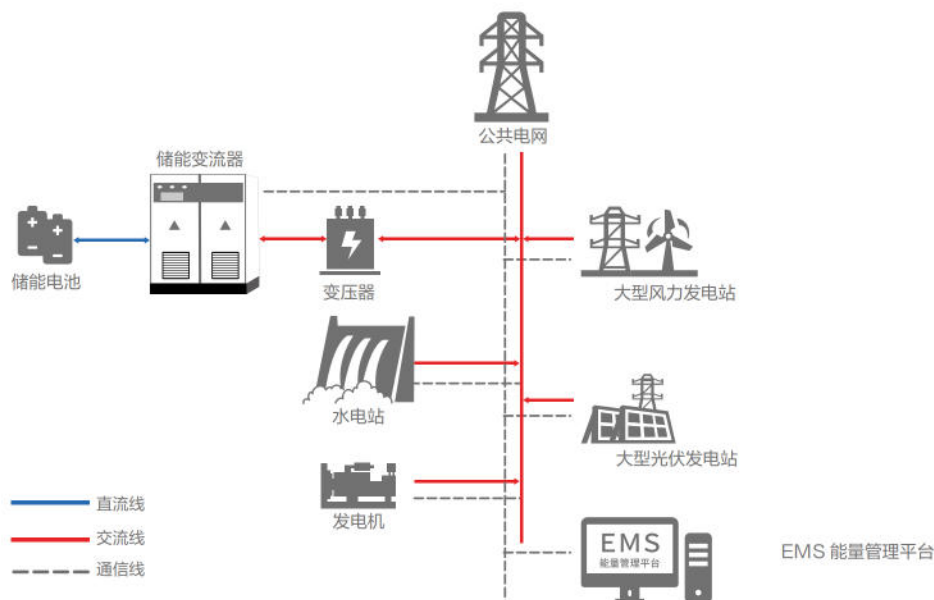 公共电网
储能变流器
储能电池
变压器
大型风力发电站
水电站
大型光伏发电站
发电机
直流线
交流线
通信线
EMS
能量管理平台
EMS 能量管理平台